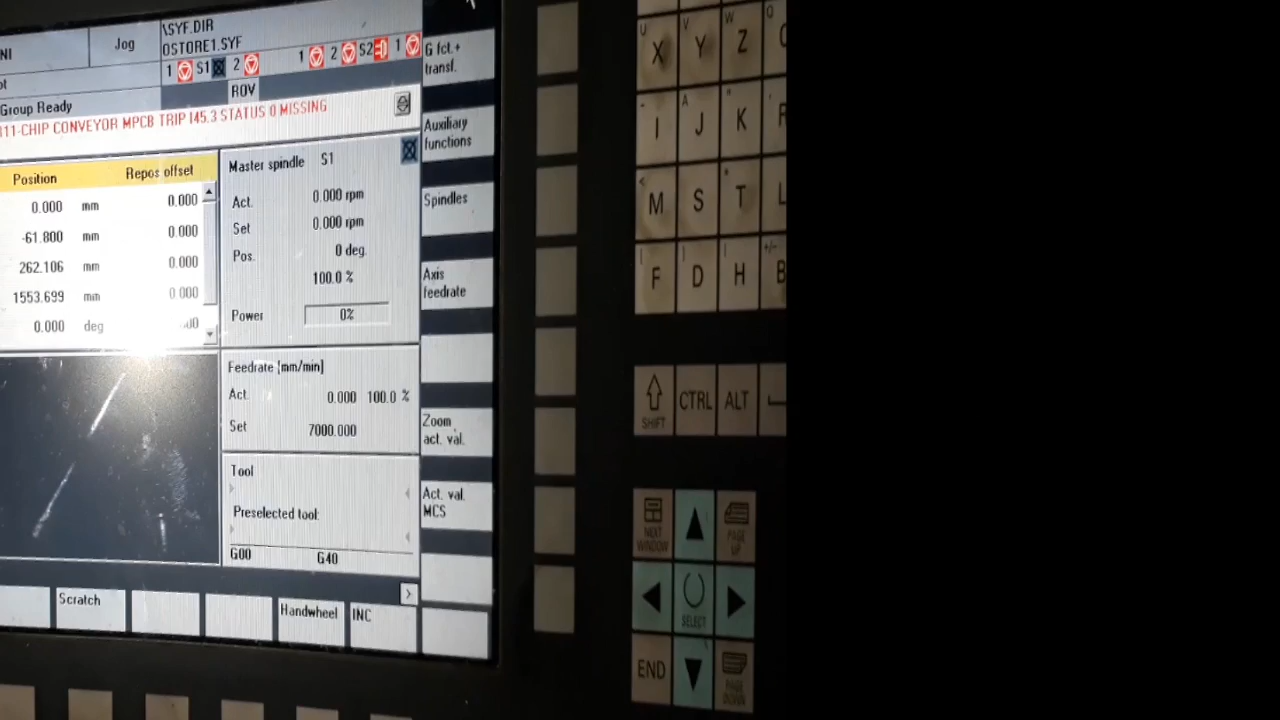 NI
Jog
\SYF.DIR
OSTORE1.SYF
1 S1 2 1 2 S2 1
ROV
Group Ready
CHIP CONVEYOR MPCB TRIP I45.3 STATUS 0 MISSING
Position Repos offset
0.000 mm 0.000
-61.800 mm 0.000
262.106 mm 0.000
1553.699 mm 0.000
0.000 deg
Master spindle S1
Act. 0.000 rpm
Set 0.000 rpm
Pos. 0 deg.
100.0 %
Power 0%
Feedrate [mm/min]
Act. 0.000 100.0 %
Set 7000.000
Tool
Preselected tool:
G00 G40
G fct.+
transf.
Auxiliary
functions
Spindles
Axis
feedrate
Zoom
act. val.
Act. val.
MCS
>
Scratch
Handwheel
INC
U V W Q
X Y Z
I J K
M S T L
F D H B
+/-
SHIFT
CTRL
ALT
NEXT
WINDOW
PAGE
UP
SELECT
END
PAGE
DOWN